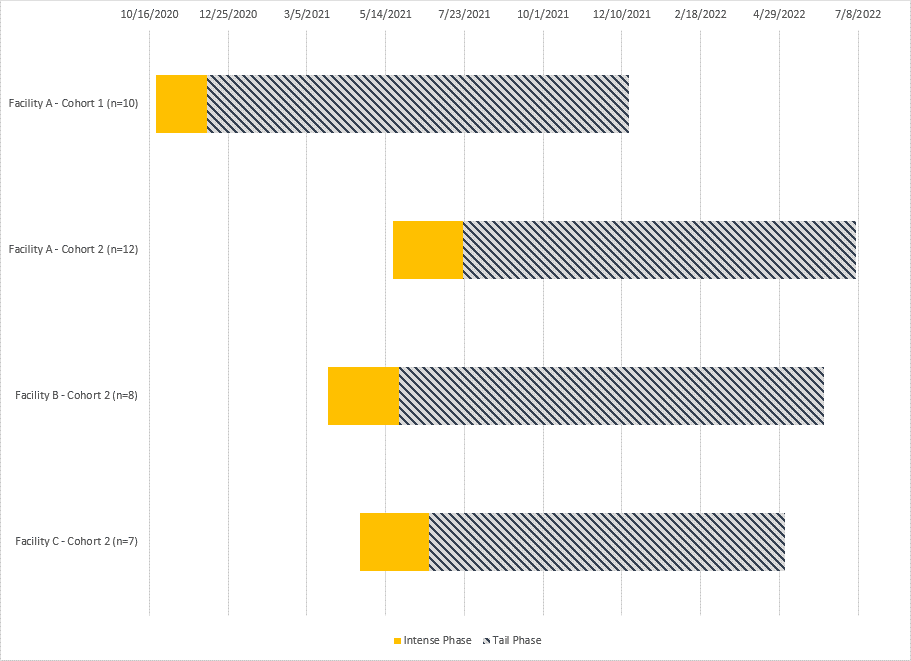 10/16/2020 12/25/2020 3/5/2021 5/14/2021 7/23/2021 10/1/2021 12/10/2021 2/18/2022 4/29/2022 7/8/2022
Facility A - Cohort 1 (n=10)
Facility A - Cohort 2 (n=12)
Facility B - Cohort 2 (n=8)
Facility C - Cohort 2 (n=7)
Intense Phase Tail Phase